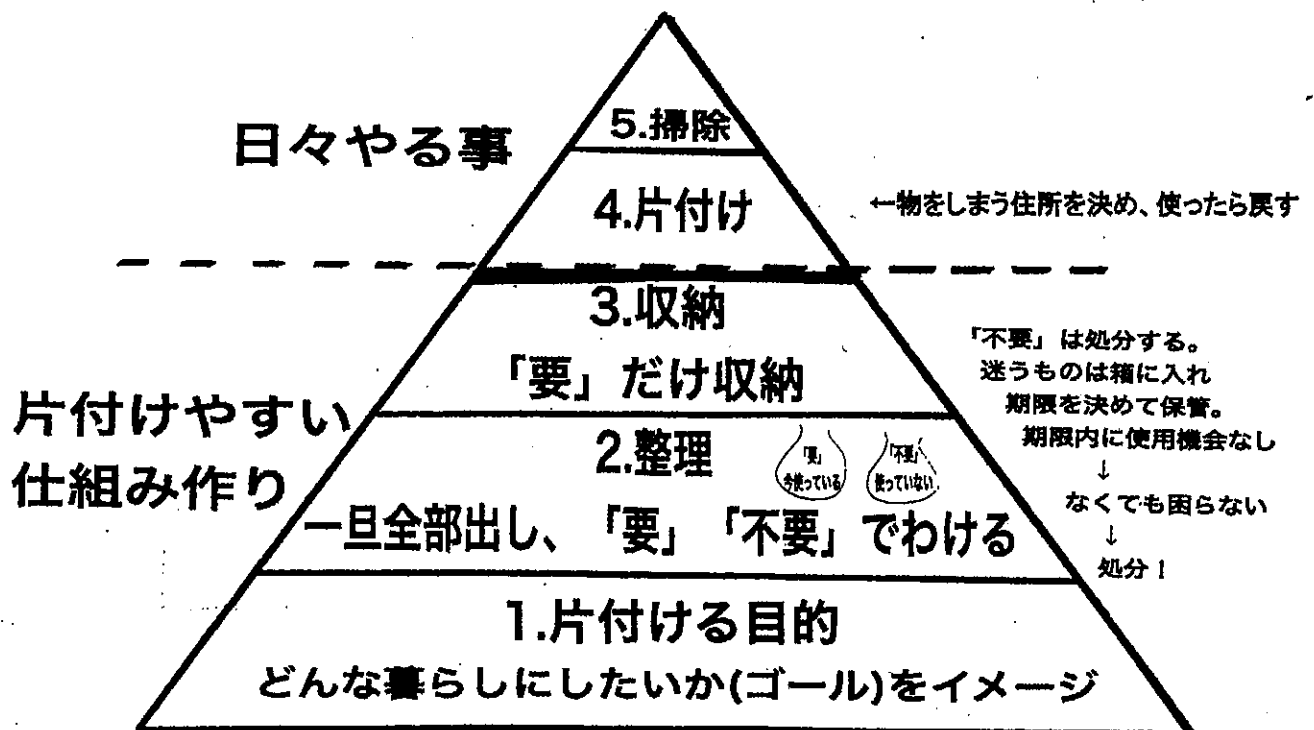 日々やる事
5.掃除
4.片付け
←物をしまう住所を決め、使ったら戻す
片付けやすい
仕組み作り
3.収納
「要」だけ収納
「不要」は処分する。
迷うものは箱に入れ
期限を決めて保管。
期限内に使用機会なし
↓
なくても困らない
↓
処分！
2.整理
「要」
今使っている
「不要」
使っていない
一旦全部出し、「要」「不要」でわける
1.片付ける目的
どんな暮らしにしたいか(ゴール)をイメージ